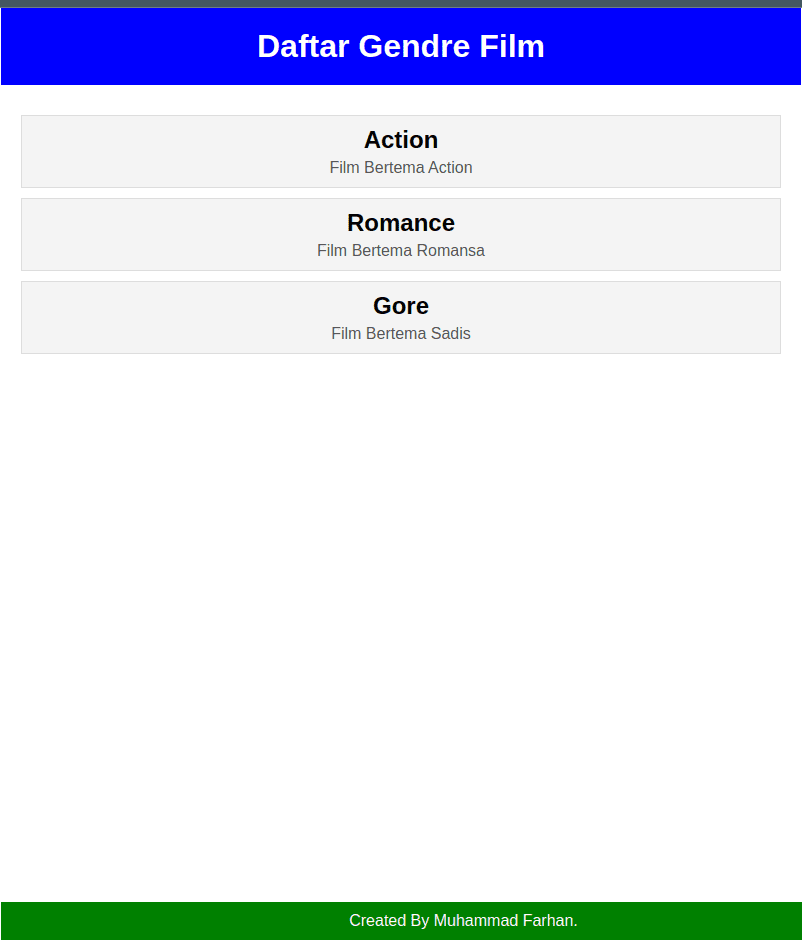 Daftar Gendre Film
Action
Film Bertema Action
Romance
Film Bertema Romansa
Gore
Film Bertema Sadis
Created By Muhammad Farhan.